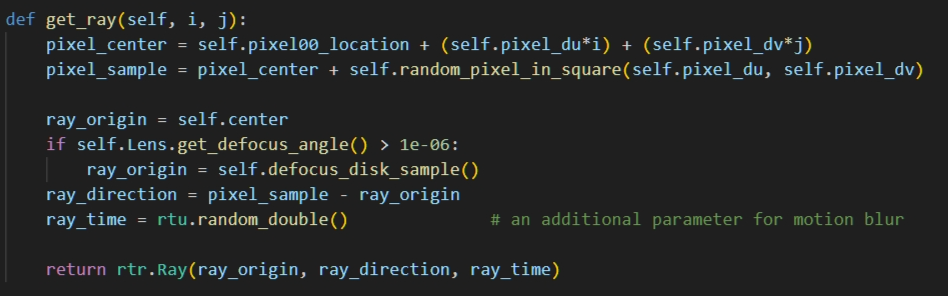 def get_ray(self, i, j):
    pixel_center = self.pixel00_location + (self.pixel_du*i) + (self.pixel_dv*j)
    pixel_sample = pixel_center + self.random_pixel_in_square(self.pixel_du, self.pixel_dv)
    ray_origin = self.center
    if self.Lens.get_defocus_angle() > 1e-06:
        ray_origin = self.defocus_disk_sample()
    ray_direction = pixel_sample - ray_origin
    ray_time = rtu.random_double()              # an additional parameter for motion blur
    return rtr.Ray(ray_origin, ray_direction, ray_time)